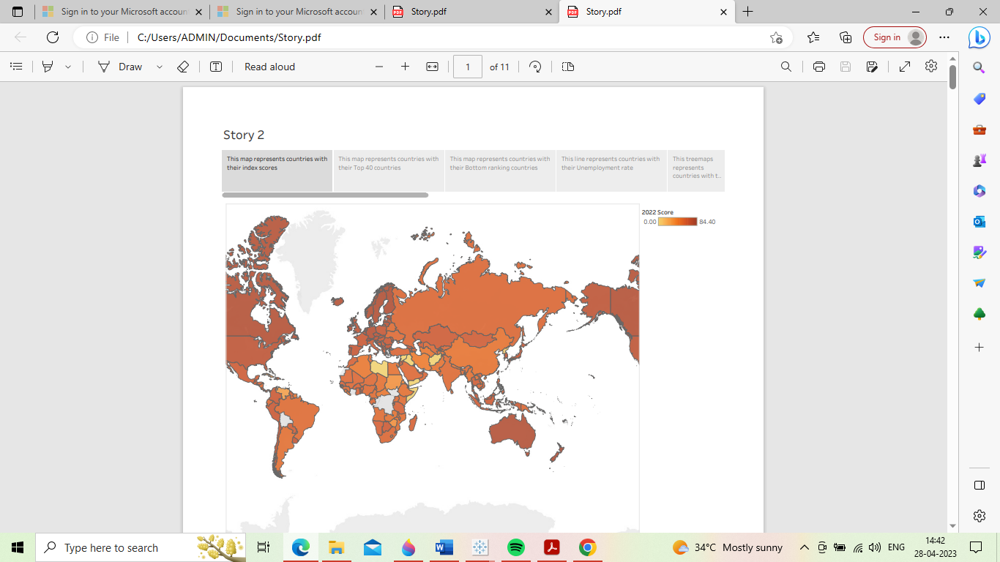 Sign in to your Microsoft accoun
Sign in to your Microsoft accoun
Story.pdf
Story.pdf
File
C:/Users/ADMIN/Documents/Story.pdf
Sign in
Draw
Read aloud
1
of 11
Story 2
This map represents countries with
their index scores
This map represents countries with
their Top 40 countries
This map represents countries with
their Bottom ranking countries
This line represents countries with
their Unemployment rate
This treemaps
represents
countries with t..
2022 Score
0.00
84.40
Type here to search
34°C Mostly sunny
ENG
14:42
28-04-2023